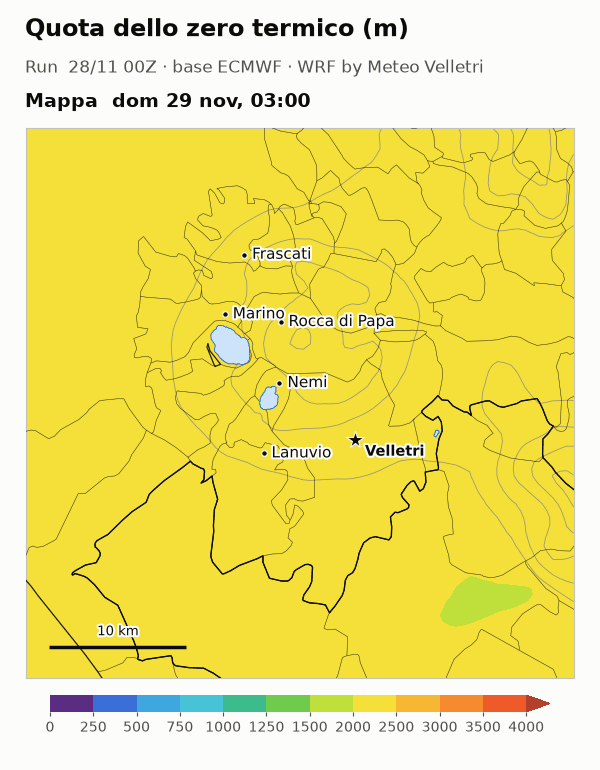 Quota dello zero termico (m)
Run  28/11 00Z · base ECMWF · WRF by Meteo Velletri
Mappa  dom 29 nov, 03:00
Frascati
Marino
Rocca di Papa
Nemi
Velletri
Lanuvio
10 km
0 250 500 750 1000 1250 1500 2000 2500 3000 3500 4000